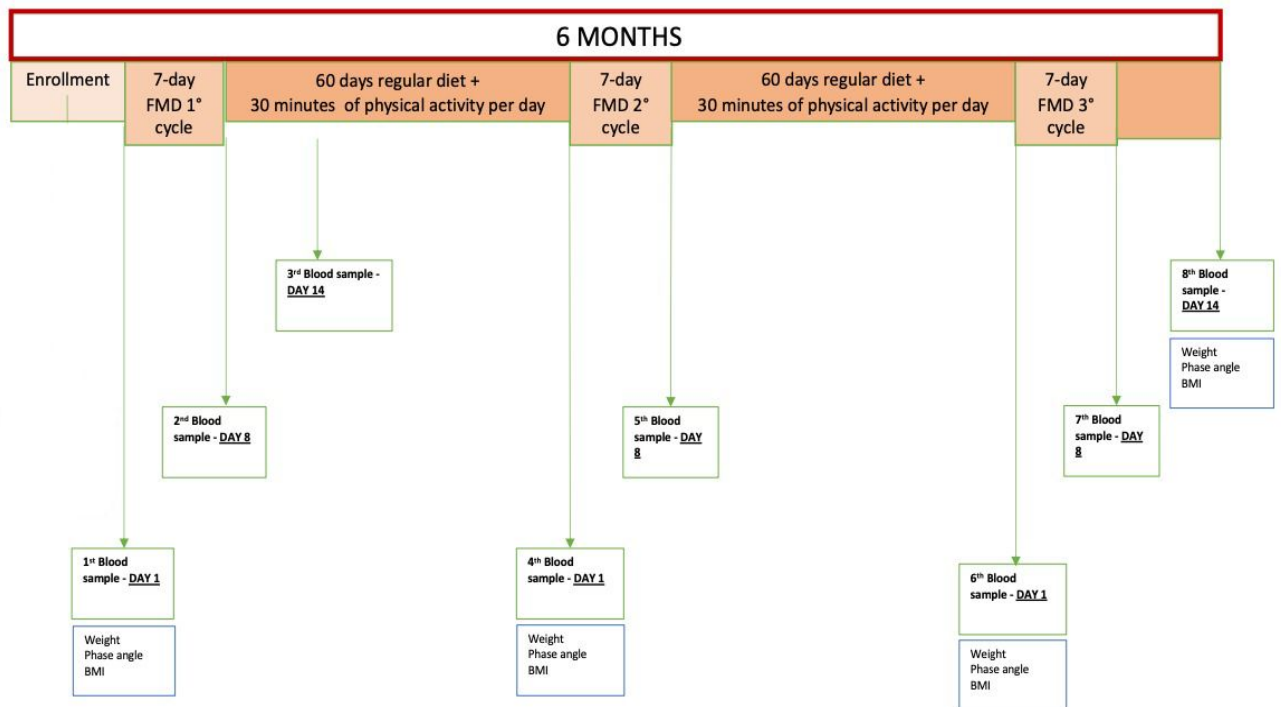 6 MONTHS
Enrollment
7-day
FMD 1°
cycle
60 days regular diet +
30 minutes of physical activity per day
7-day
FMD 2°
cycle
60 days regular diet +
30 minutes of physical activity per day
7-day
FMD 3°
cycle
3rd Blood sample -
DAY 14
8th Blood
sample -
DAY 14
Weight
Phase angle
BMI
2nd Blood
sample - DAY 8
5th Blood
sample - DAY
8
7th Blood
sample - DAY
8
1st Blood
sample - DAY 1
Weight
Phase angle
BMI
4th Blood
sample - DAY 1
Weight
Phase angle
BMI
6th Blood
sample - DAY 1
Weight
Phase angle
BMI